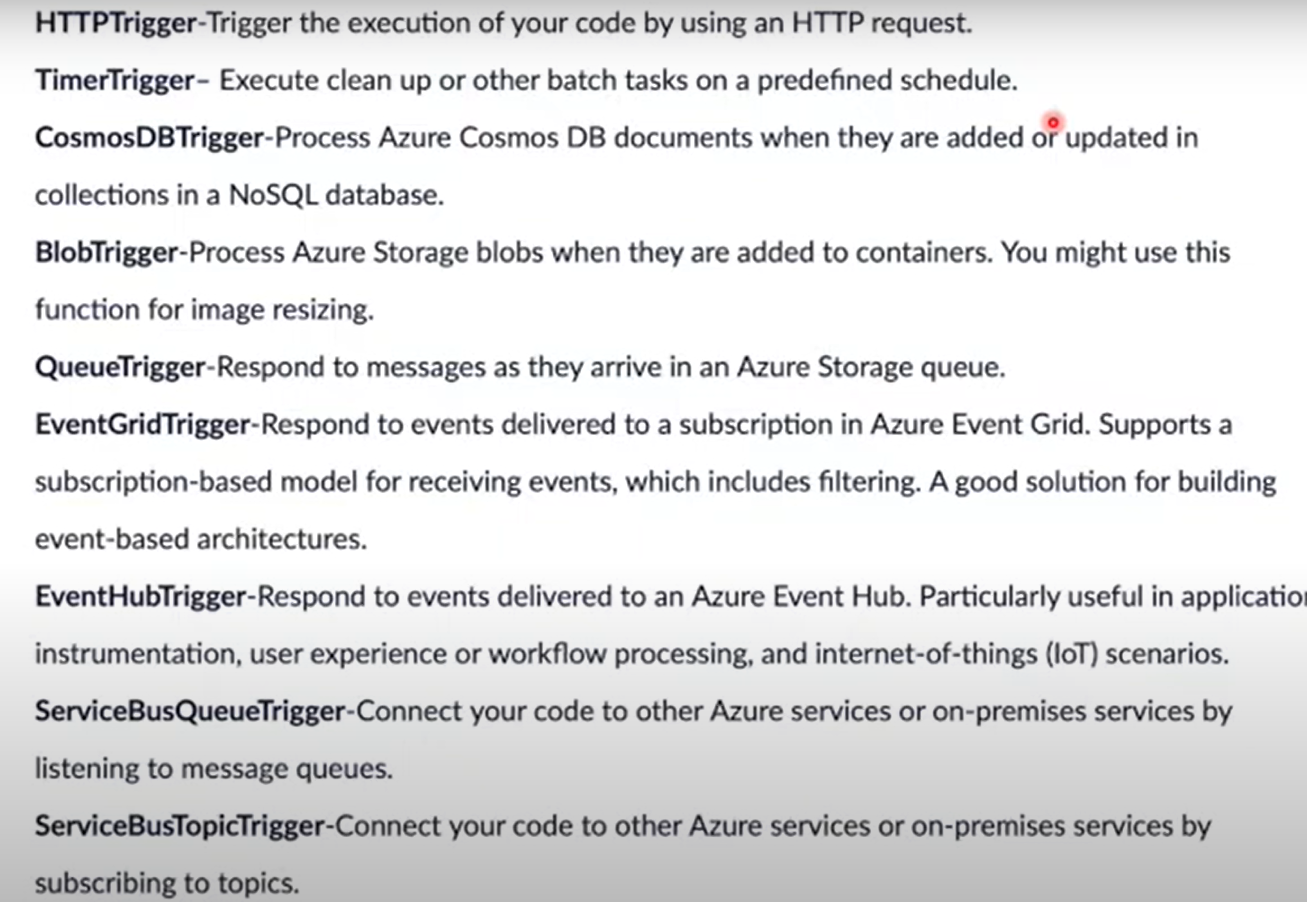 HTTPTrigger-Trigger the execution of your code by using an HTTP request.
TimerTrigger– Execute clean up or other batch tasks on a predefined schedule.
CosmosDBTrigger-Process Azure Cosmos DB documents when they are added or updated in
collections in a NoSQL database.
BlobTrigger-Process Azure Storage blobs when they are added to containers. You might use this
function for image resizing.
QueueTrigger-Respond to messages as they arrive in an Azure Storage queue.
EventGridTrigger-Respond to events delivered to a subscription in Azure Event Grid. Supports a
subscription-based model for receiving events, which includes filtering. A good solution for building
event-based architectures.
EventHubTrigger-Respond to events delivered to an Azure Event Hub. Particularly useful in
instrumentation, user experience or workflow processing, and internet-of-things (IoT) scenarios.
ServiceBusQueueTrigger-Connect your code to other Azure services or on-premises services by
listening to message queues.
ServiceBusTopicTrigger-Connect your code to other Azure services or on-premises services by
subscribing to topics.